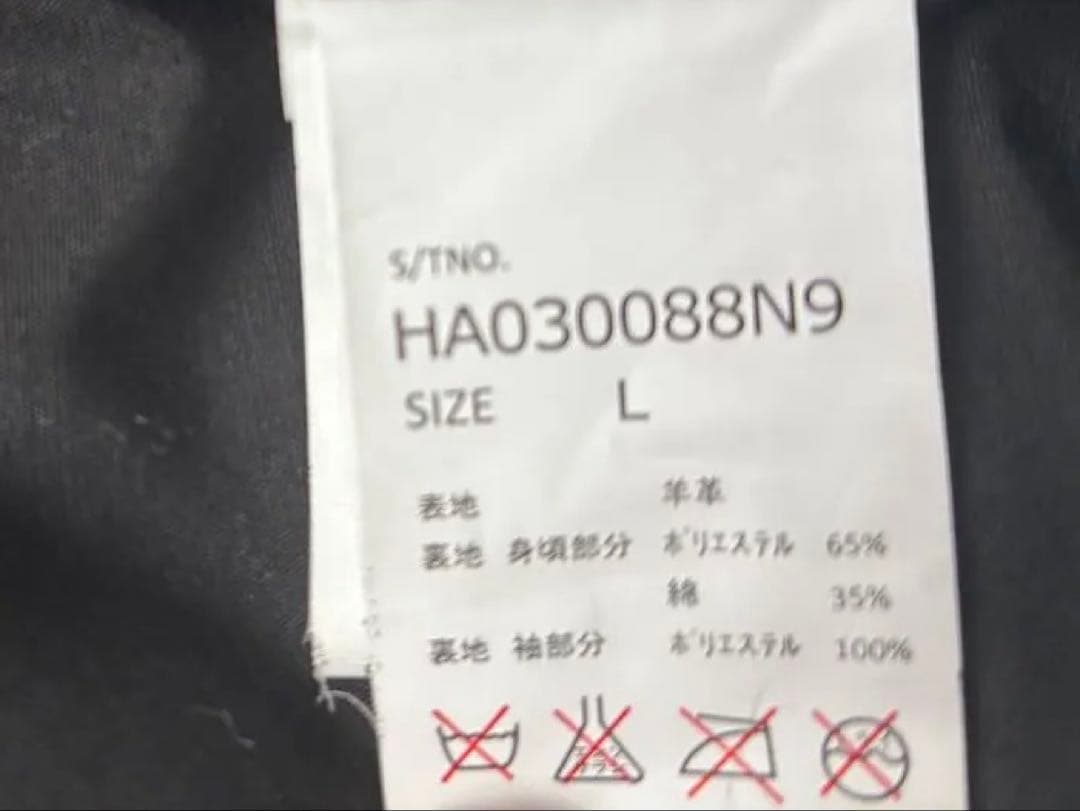 S/TNO.
HA030088N9
SIZE L
表地 羊革
裏地 身頃部分 ポリエステル 65%
綿 35%
裏地 袖部分 ポリエステル 100%